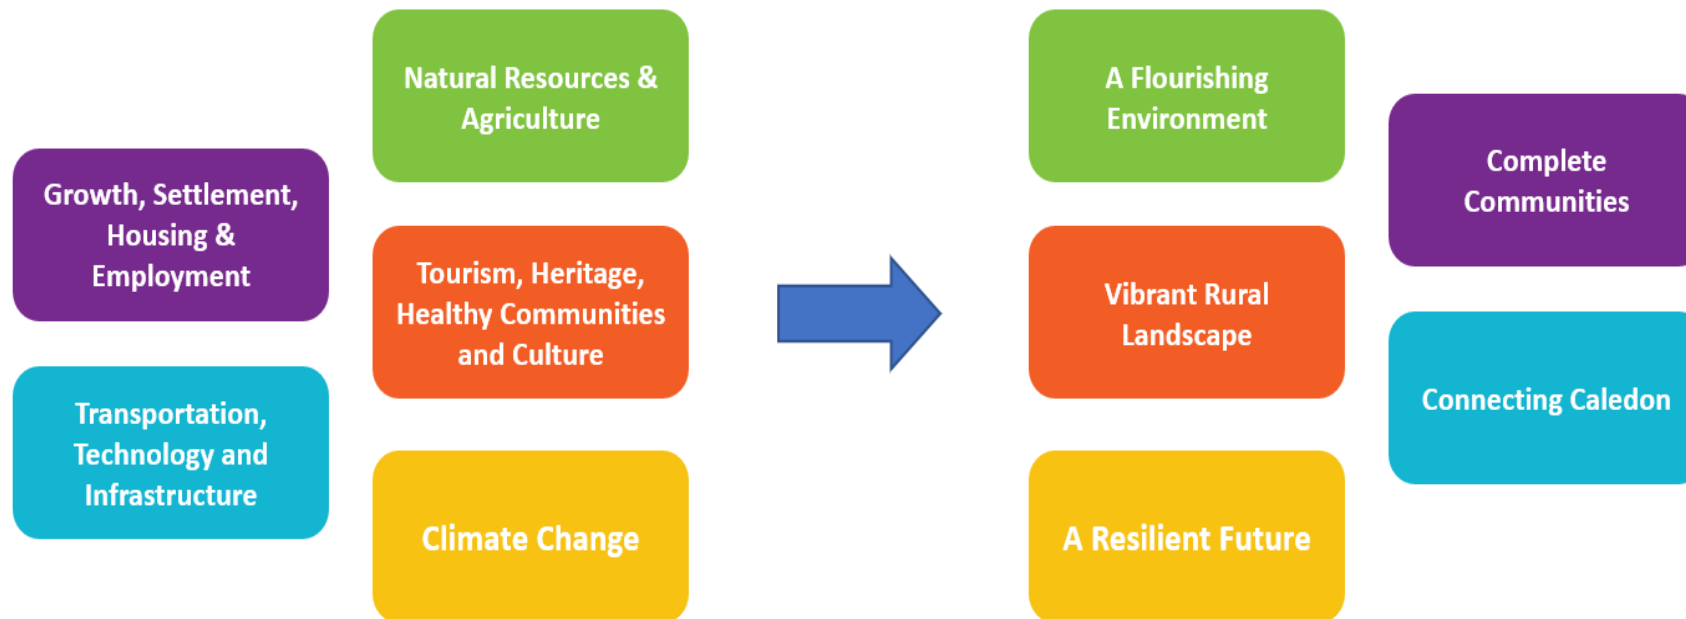 Growth, Settlement,
Housing &
Employment
Transportation,
Technology and
Infrastructure
Natural Resources &
Agriculture
Tourism, Heritage,
Healthy Communities
and Culture
Climate Change
A Flourishing
Environment
Vibrant Rural
Landscape
A Resilient Future
Complete
Communities
Connecting Caledon